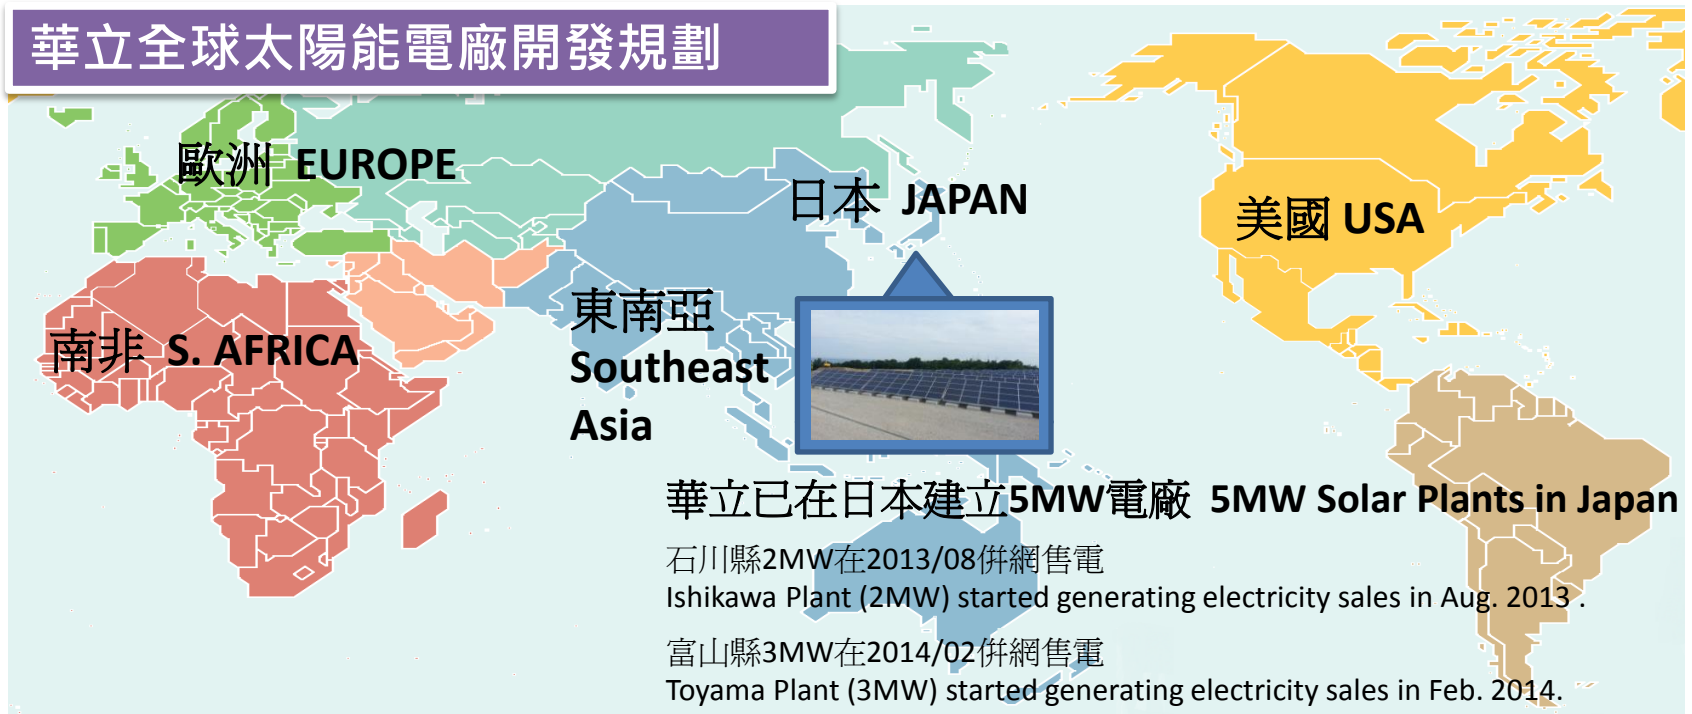 華立全球太陽能電廠開發規劃
歐洲 EUROPE
日本 JAPAN
美國 USA
南非 S. AFRICA
東南亞
Southeast
Asia
華立已在日本建立5MW電廠 5MW Solar Plants in Japan
石川縣2MW在2013/08併網售電
Ishikawa Plant (2MW) started generating electricity sales in Aug. 2013 .
富山縣3MW在2014/02併網售電
Toyama Plant (3MW) started generating electricity sales in Feb. 2014.